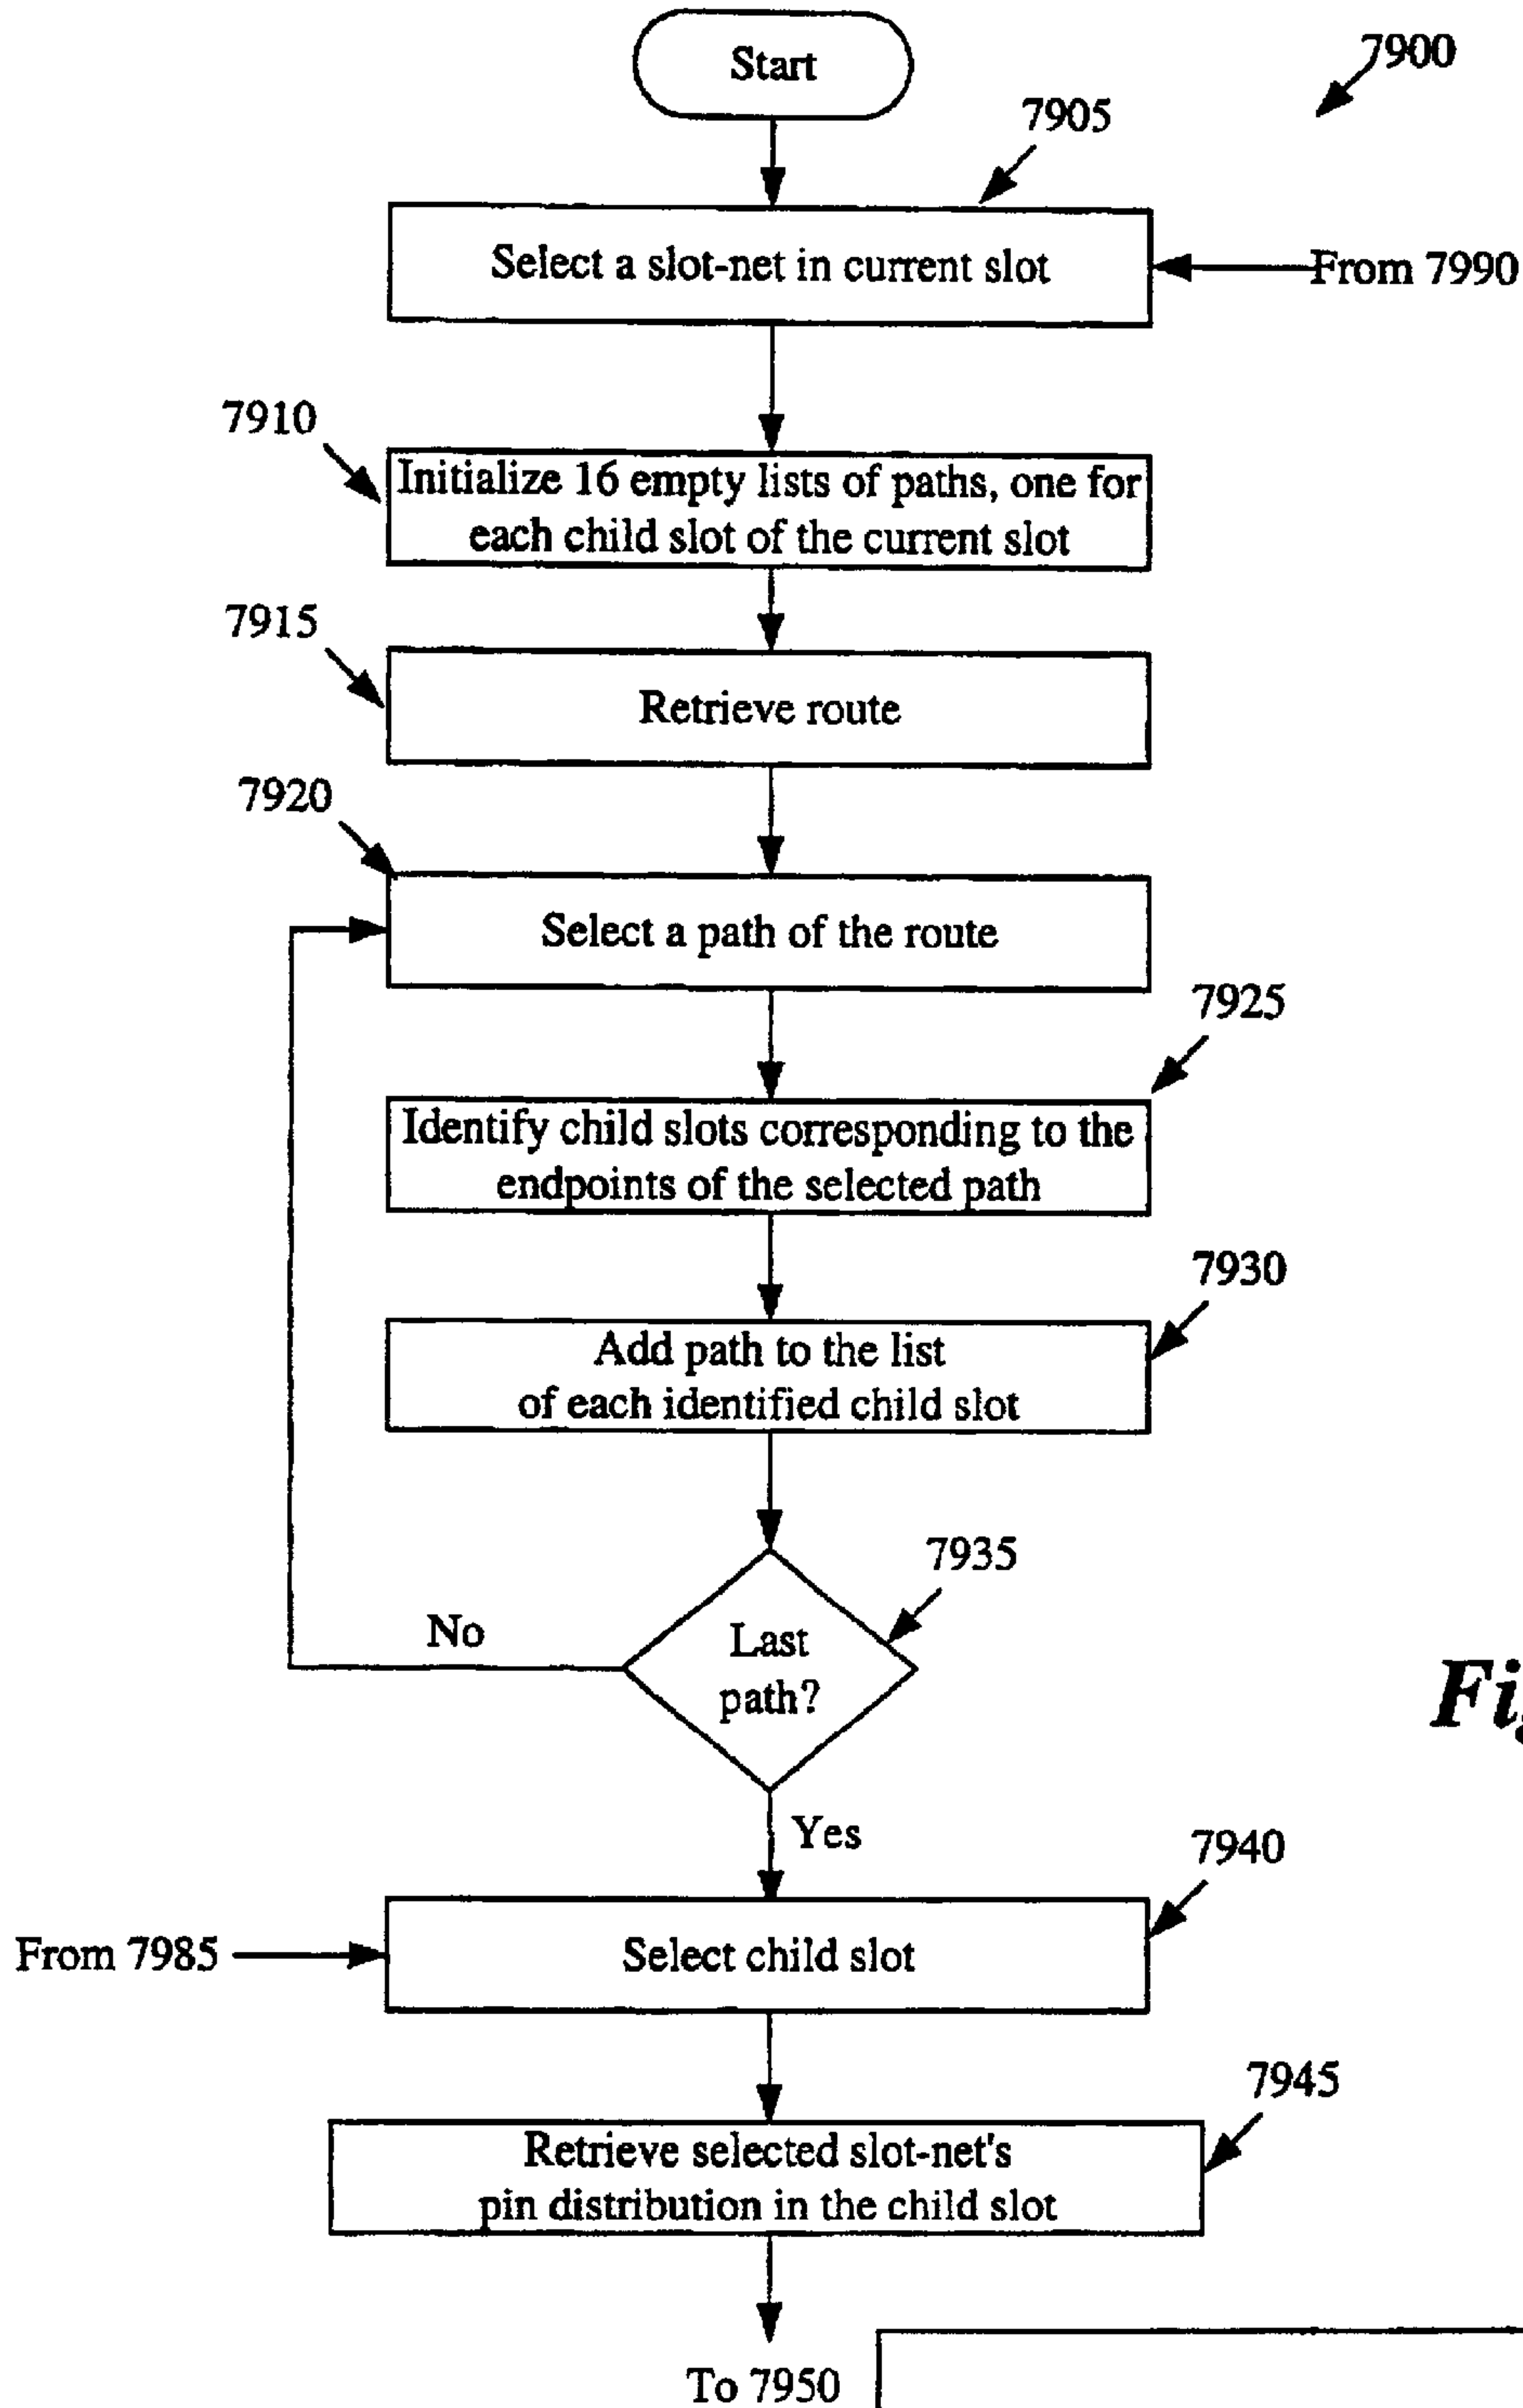 Start
7900
7905
Select a slot-net in current slot
From 7990
7910
Initialize 16 empty lists of paths, one for
each child slot of the current slot
7915
Retrieve route
7920
Select a path of the route
7925
Identify child slots corresponding to the
endpoints of the selected path
7930
Add path to the list
of each identified child slot
7935
Last
path?
No
Yes
7940
From 7985
Select child slot
7945
Retrieve selected slot-net's
pin distribution in the child slot
To 7950